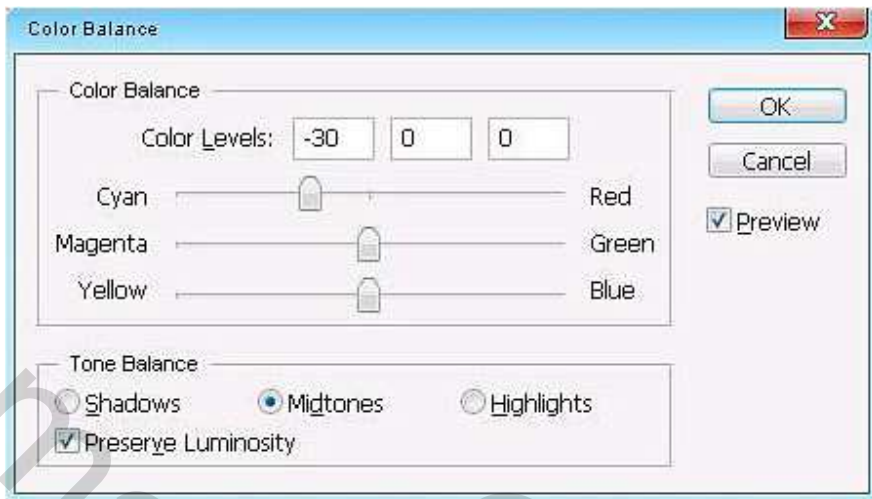 Color Balance
Color Balance
Color Levels: -30 0 0
Cyan Red
Magenta Green
Yellow Blue
Tone Balance
Shadows Midtones Highlights
Preserve Luminosity
OK
Cancel
Preview